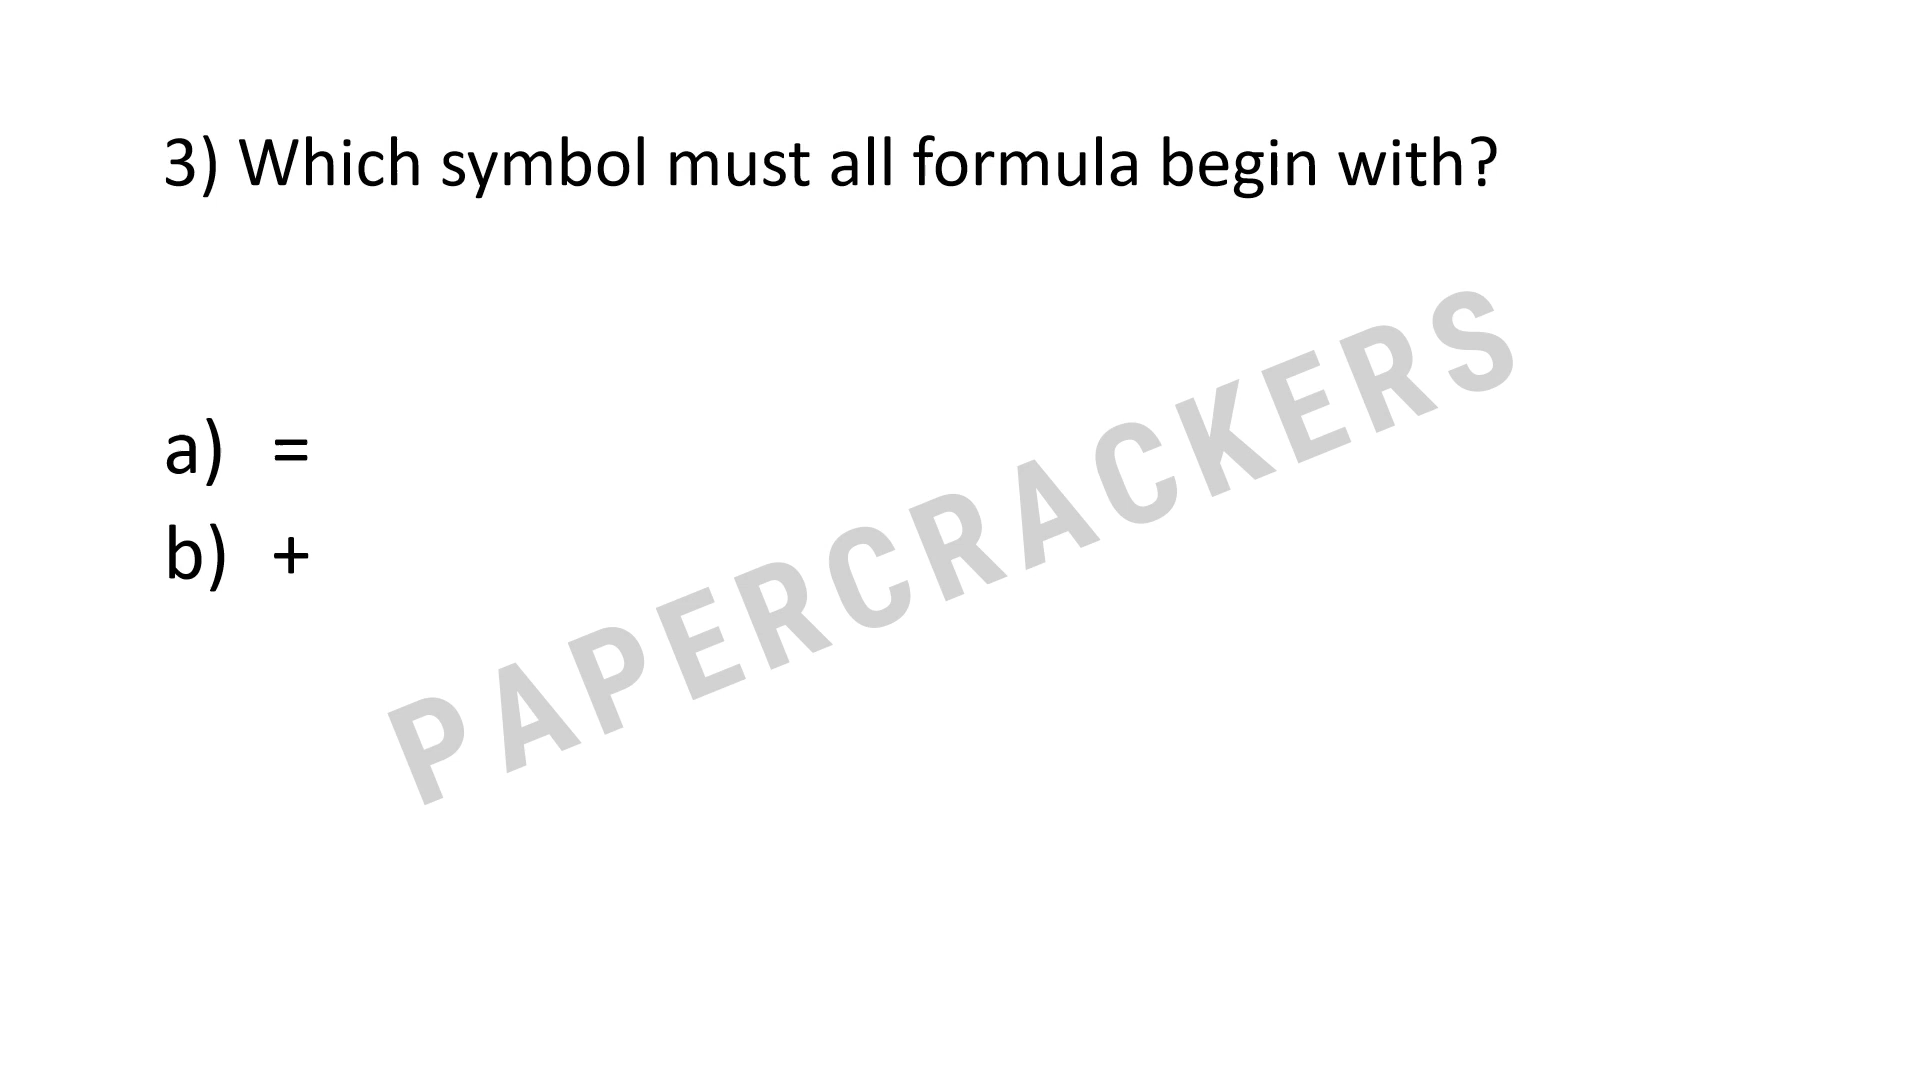 3) Which symbol must all formula begin with?
a) =
b) +
PAPERCRACKERS